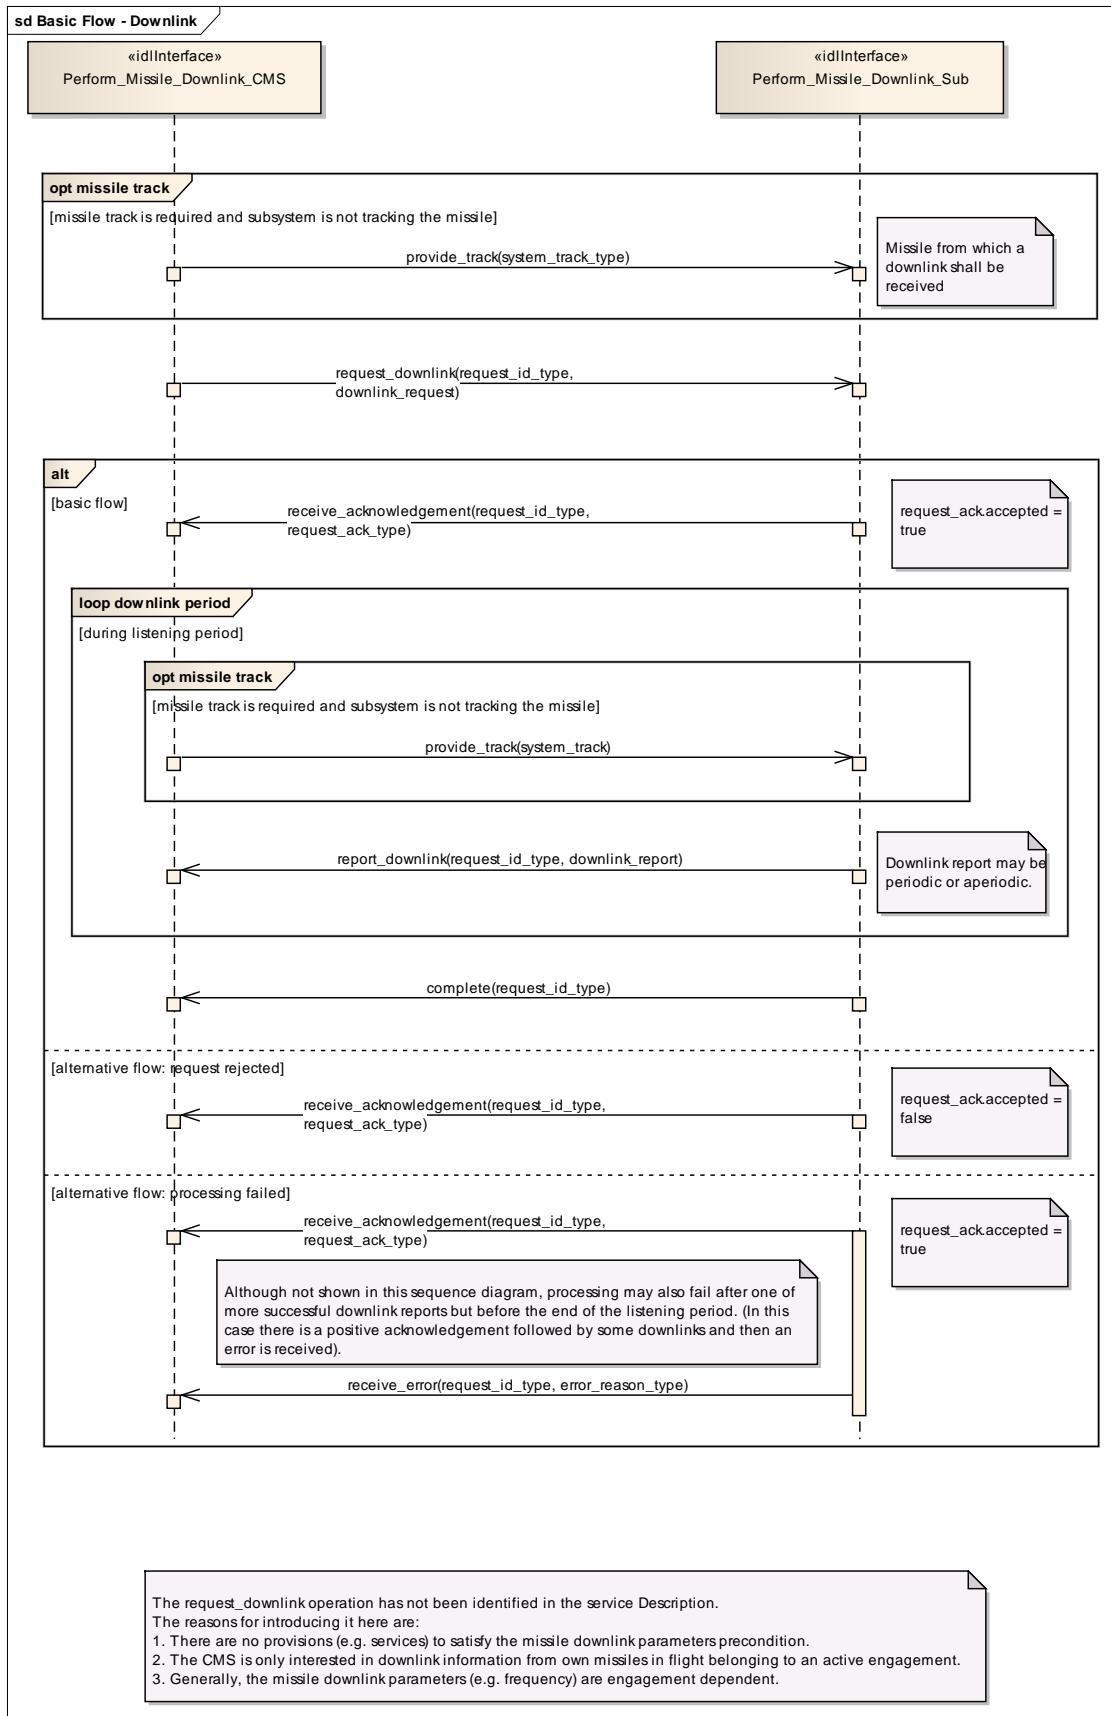 sd Basic Flow - Downlink
«idlInterface»
Perform_Missile_Downlink_CMS
«idlInterface»
Perform_Missile_Downlink_Sub
opt missile track
[missile track is required and subsystem is not tracking the missile]
provide_track(system_track_type)
Missile from which a
downlink shall be
received
request_downlink(request_id_type,
downlink_request)
alt
[basic flow]
receive_acknowledgement(request_id_type,
request_ack_type)
request_ack.accepted =
true
loop downlink period
[during listening period]
opt missile track
[missile track is required and subsystem is not tracking the missile]
provide_track(system_track)
report_downlink(request_id_type, downlink_report)
Downlink report may be
periodic or aperiodic.
complete(request_id_type)
[alternative flow: request rejected]
receive_acknowledgement(request_id_type,
request_ack_type)
request_ack.accepted =
false
[alternative flow: processing failed]
receive_acknowledgement(request_id_type,
request_ack_type)
request_ack.accepted =
true
Although not shown in this sequence diagram, processing may also fail after one of
more successful downlink reports but before the end of the listening period. (In this
case there is a positive acknowledgement followed by some downlinks and then an
error is received).
receive_error(request_id_type, error_reason_type)
The request_downlink operation has not been identified in the service Description.
The reasons for introducing it here are:
1. There are no provisions (e.g. services) to satisfy the missile downlink parameters precondition.
2. The CMS is only interested in downlink information from own missiles in flight belonging to an active engagement.
3. Generally, the missile downlink parameters (e.g. frequency) are engagement dependent.